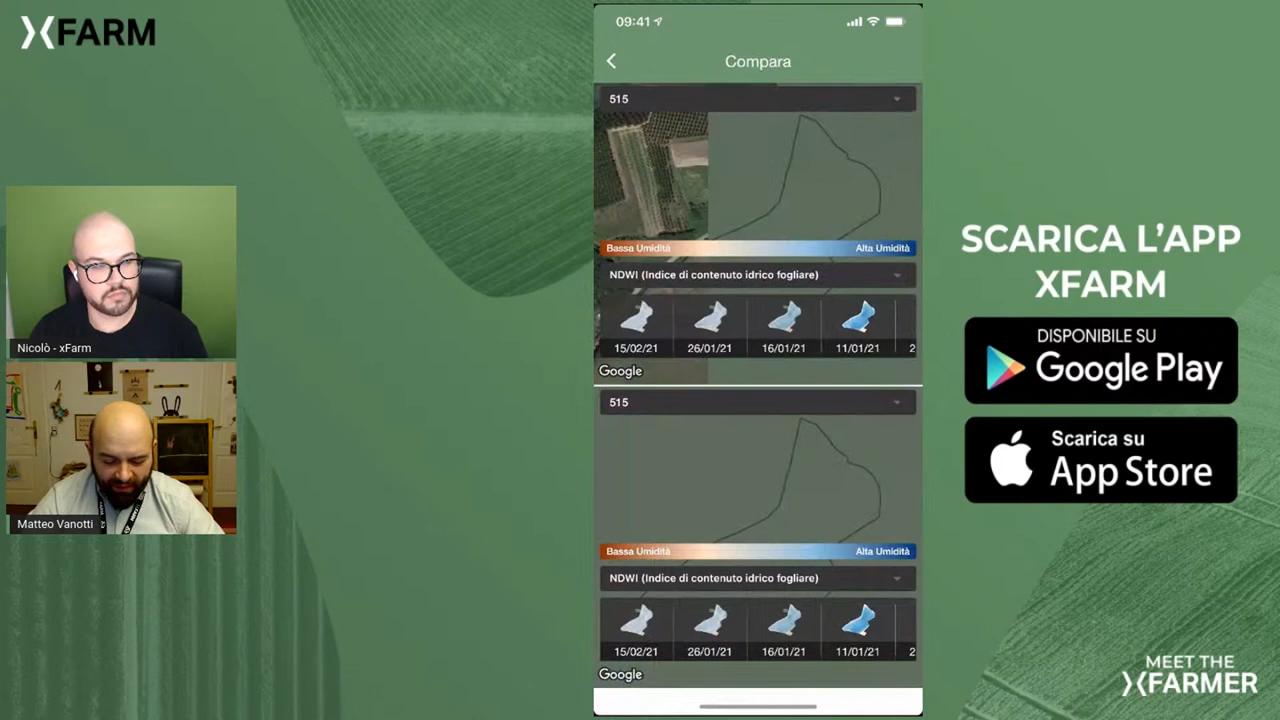 XFARM
Nicolò - xFarm
Matteo Vanotti
09:41
Compara
515
Bassa Umidità
Alta Umidità
NDWI (Indice di contenuto idrico fogliare)
15/02/21
26/01/21
16/01/21
11/01/21
2
Google
515
Bassa Umidità
Alta Umidità
NDWI (Indice di contenuto idrico fogliare)
15/02/21
26/01/21
16/01/21
11/01/21
2
Google
SCARICA L'APP
XFARM
DISPONIBILE SU
Google Play
Scarica su
App Store
MEET THE
XFARMER